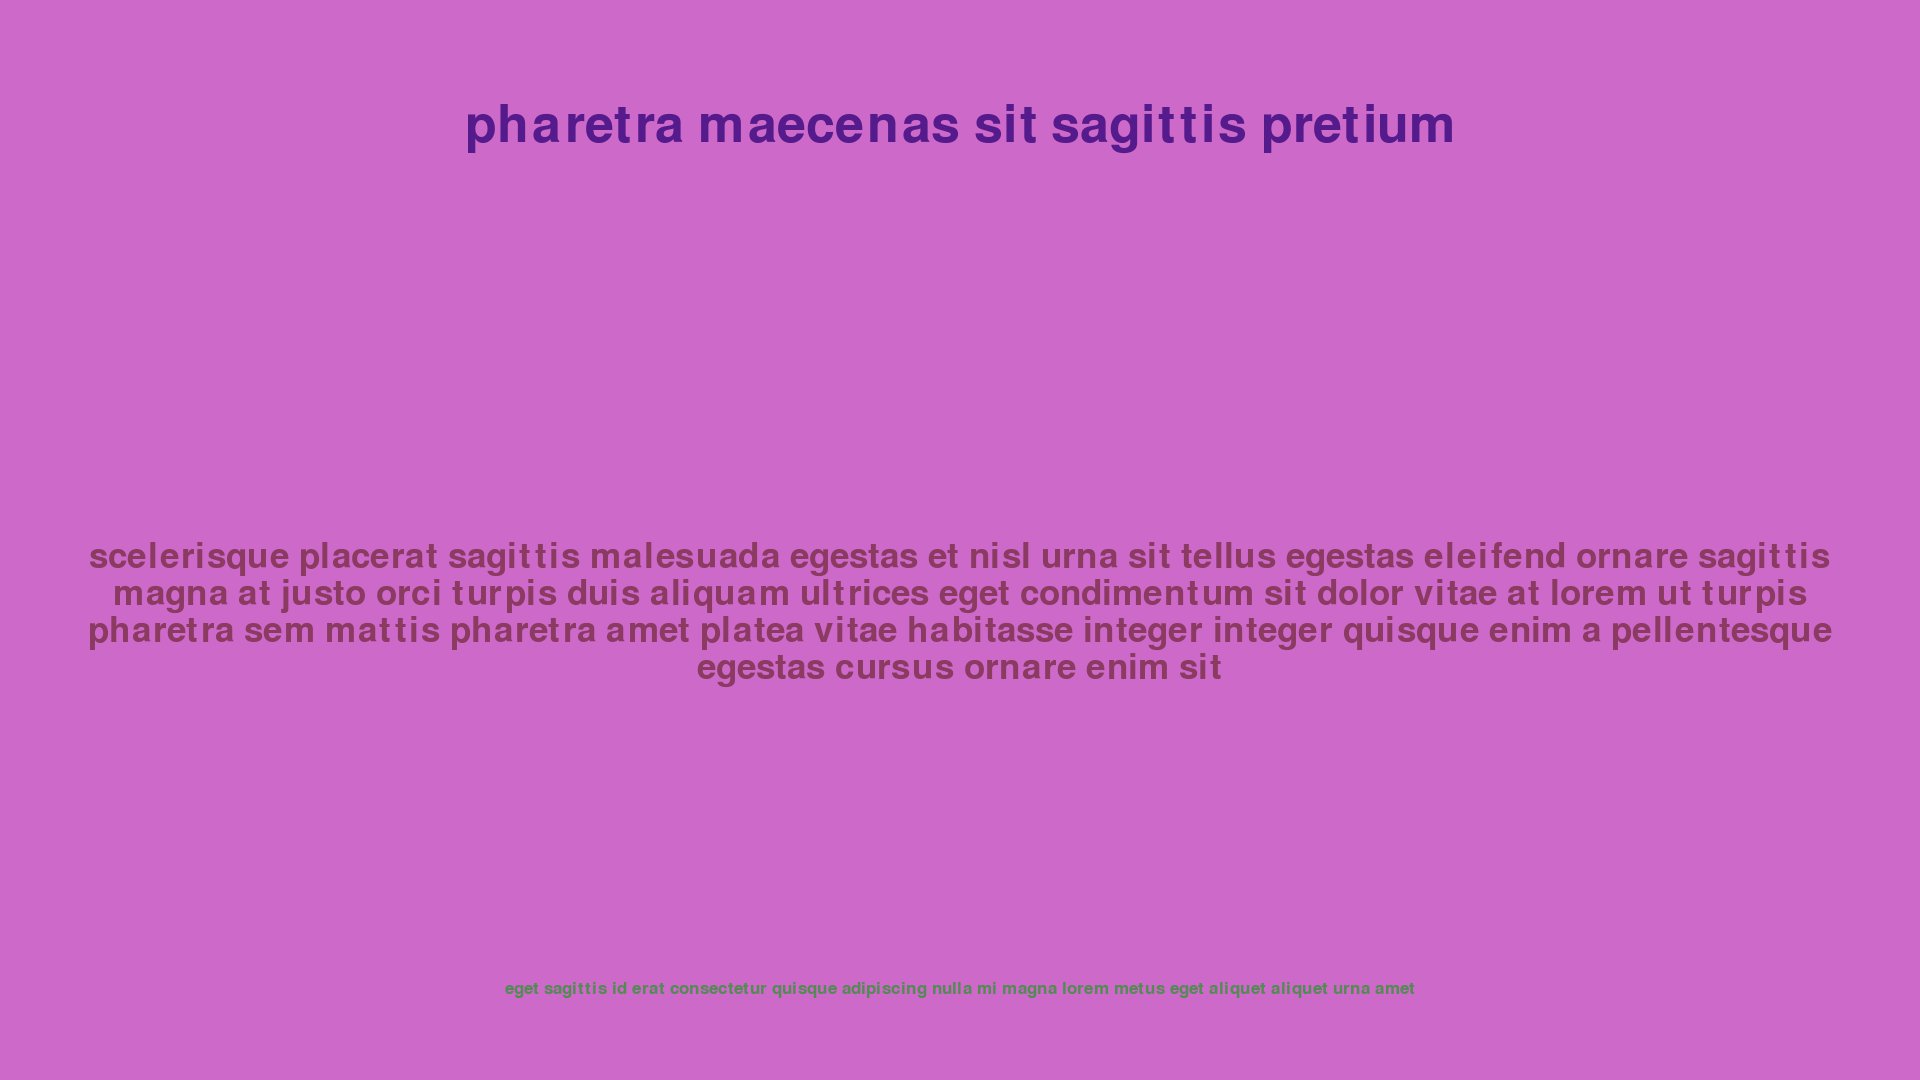 pharetra maecenas sit sagittis pretium
scelerisque placerat sagittis malesuada egestas et nisl urna sit tellus egestas eleifend ornare sagittis
magna at justo orci turpis duis aliquam ultrices eget condimentum sit dolor vitae at lorem ut turpis
pharetra sem mattis pharetra amet platea vitae habitasse integer integer quisque enim a pellentesque
egestas cursus ornare enim sit
eget sagittis id erat consectetur quisque adipiscing nulla mi magna lorem metus eget aliquet aliquet urna amet